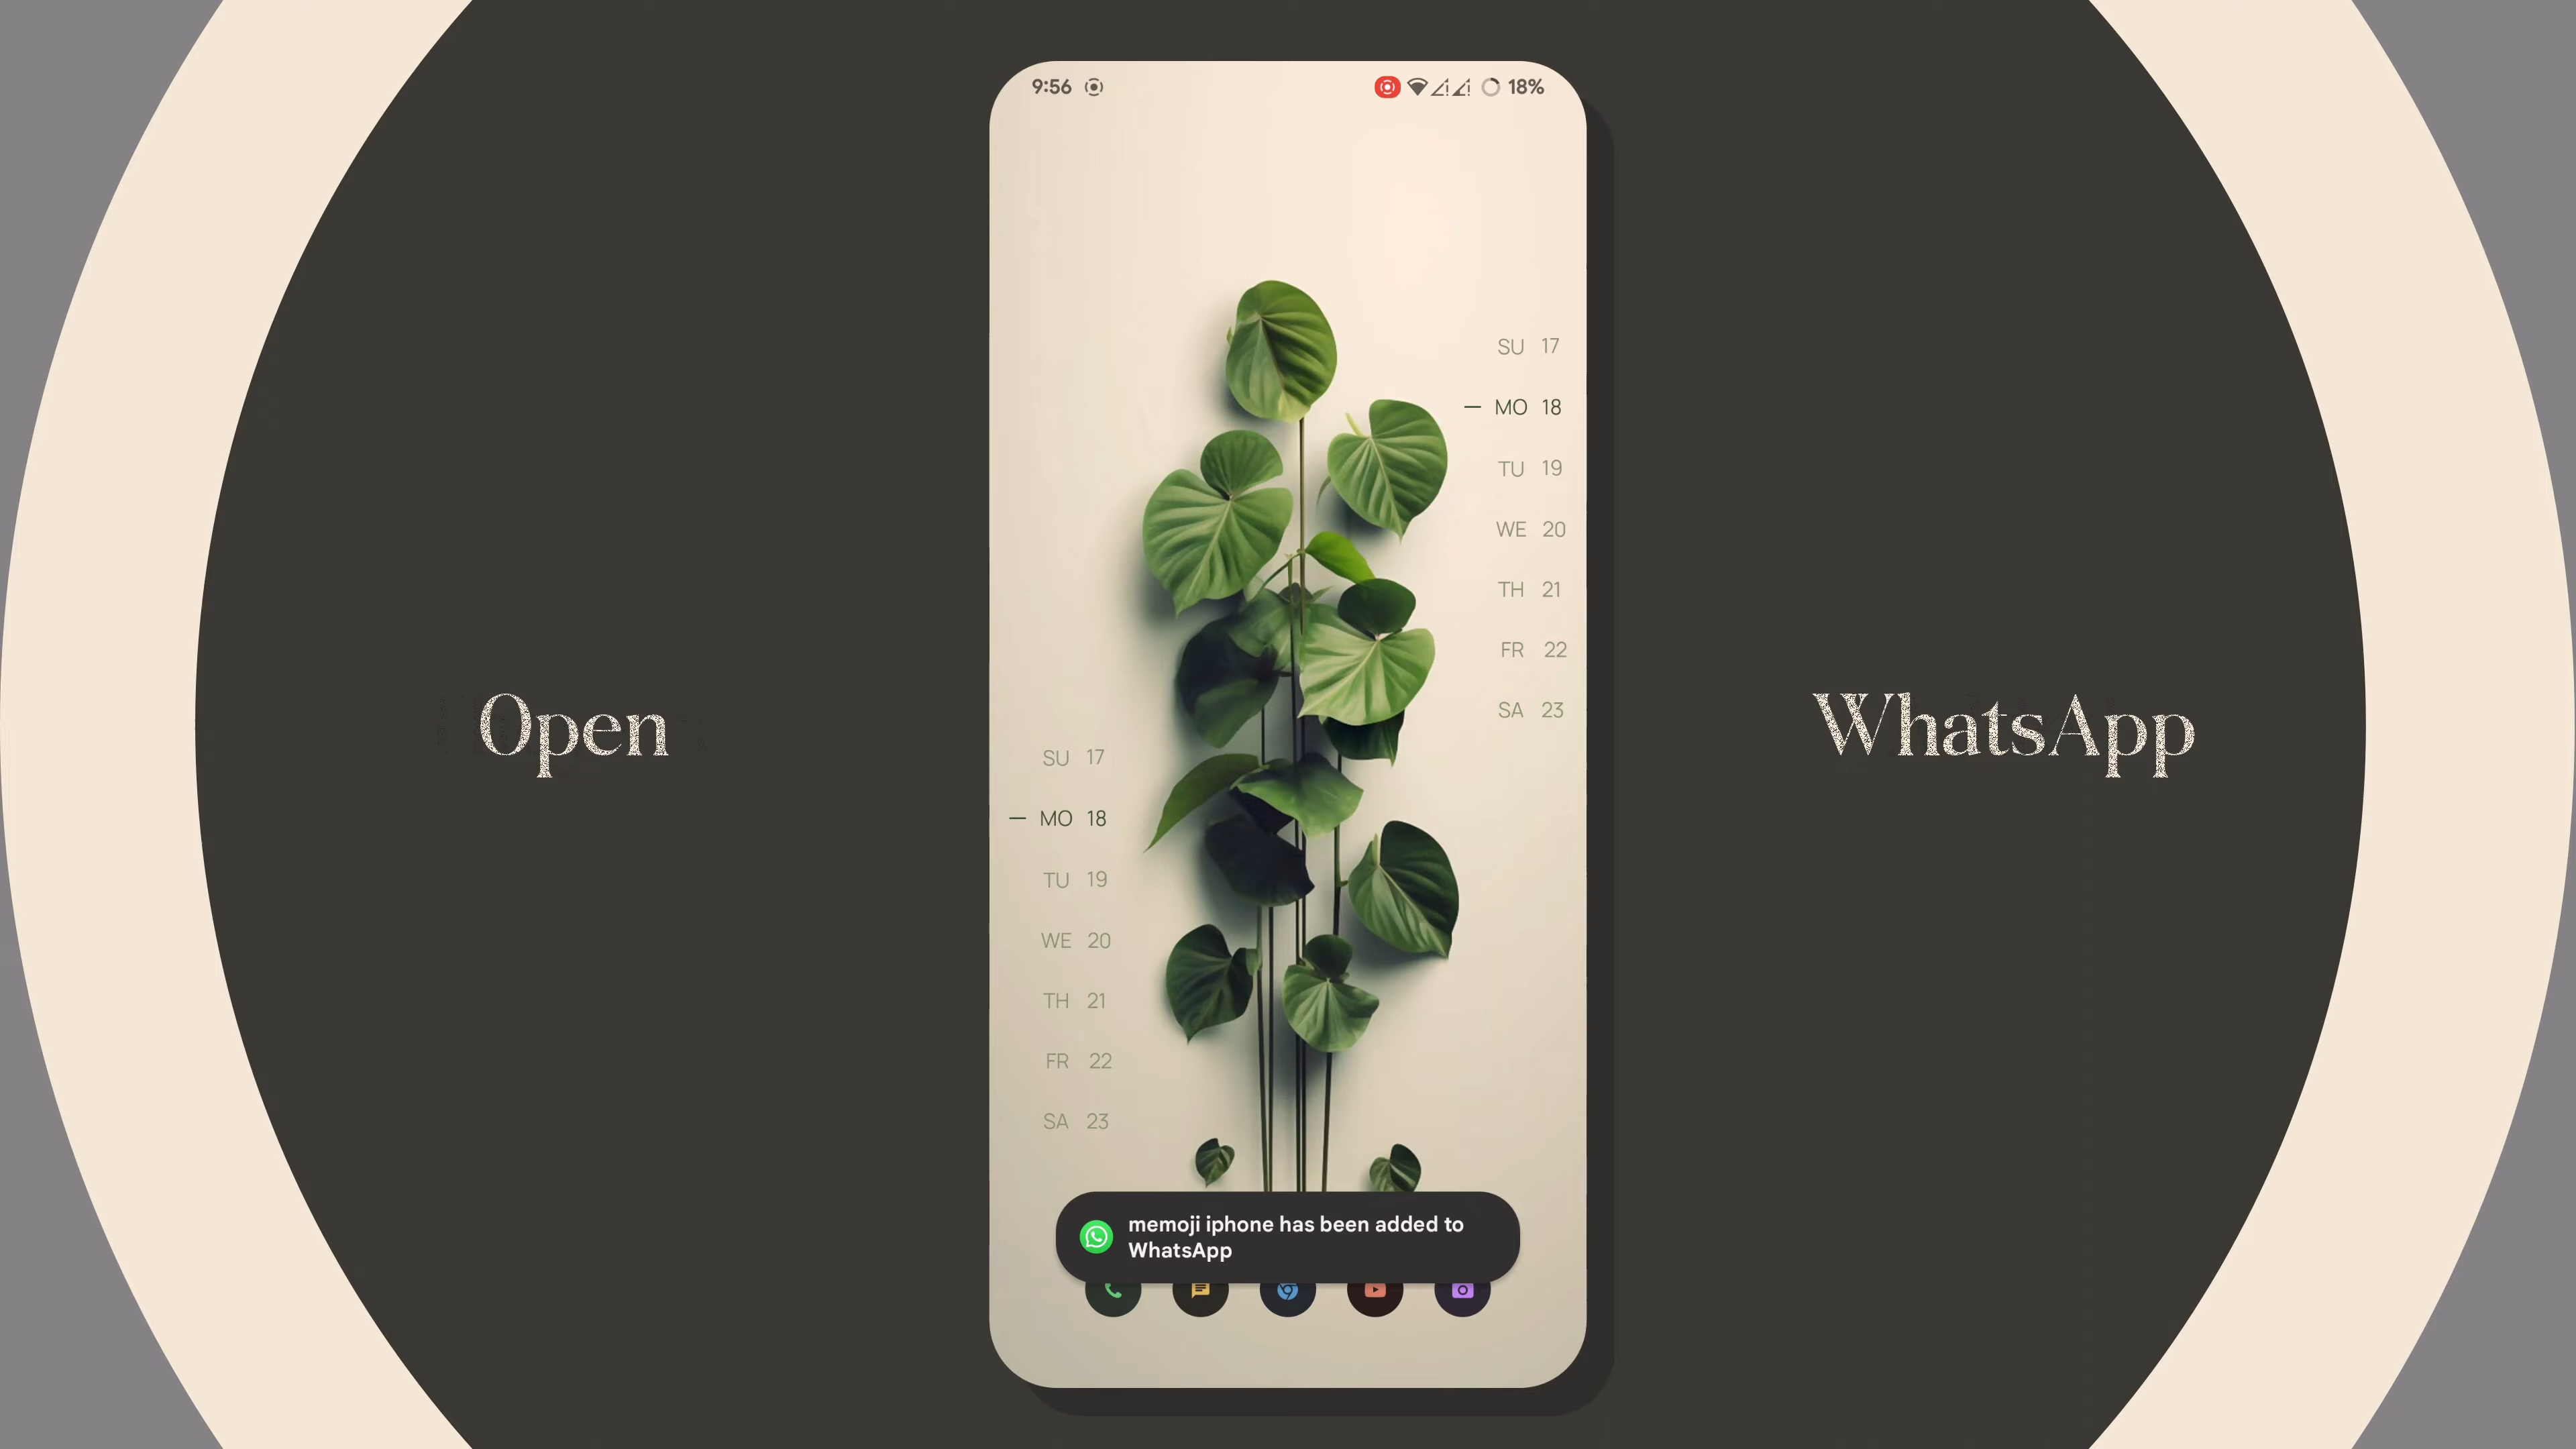 9:56
18%
SU 17
MO 18
TU 19
WE 20
TH 21
FR 22
SA 23
Open
WhatsApp
SU 17
MO 18
TU 19
WE 20
TH 21
FR 22
SA 23
memoji iphone has been added to
WhatsApp